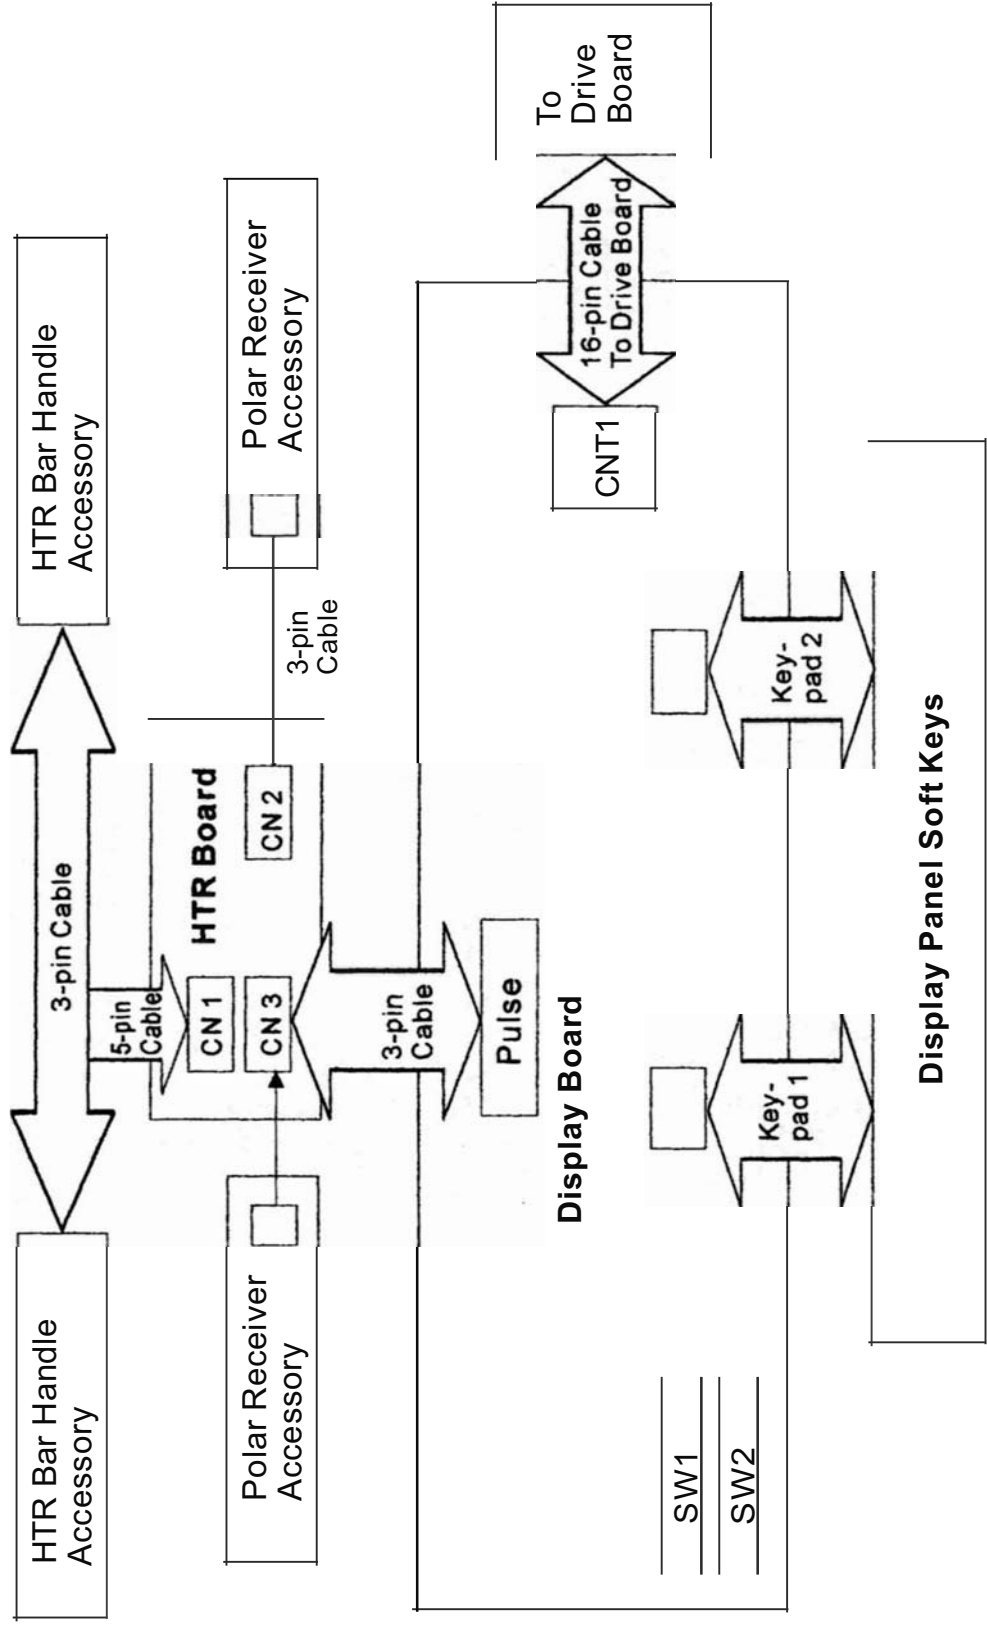 HTR Bar Handle
Accessory
3-pin Cable
HTR Bar Handle
Accessory
5-pin
Cable
HTR Board
CN 1
CN 3
CN 2
Polar Receiver
Accessory
3-pin
Cable
Polar Receiver
Accessory
3-pin
Cable
Pulse
Display Board
CNT1
16-pin Cable
To Drive Board
To
Drive
Board
SW1
SW2
Key-
pad 1
Key-
pad 2
Display Panel Soft Keys